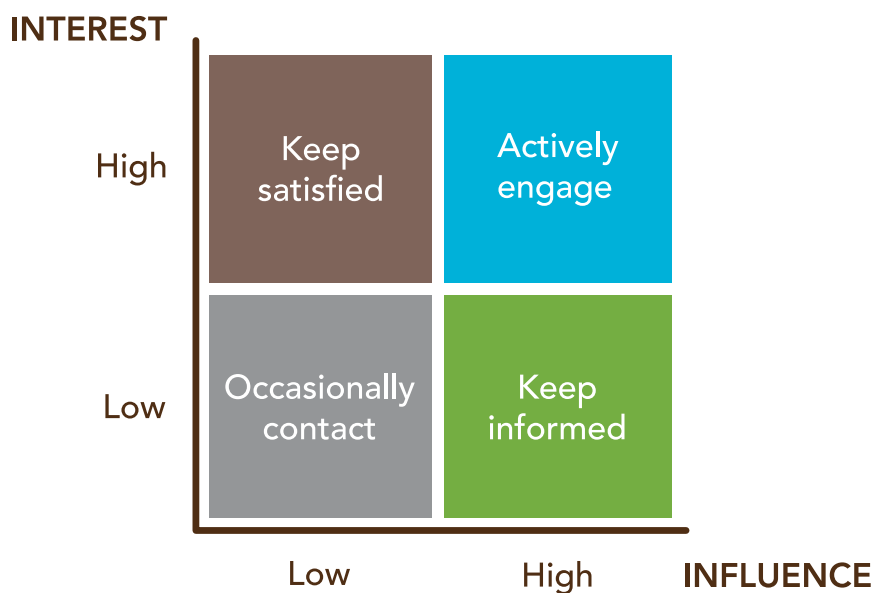 INTEREST
High
Keep
satisfied
Actively
engage
Low
Occasionally
contact
Keep
informed
Low
High
INFLUENCE